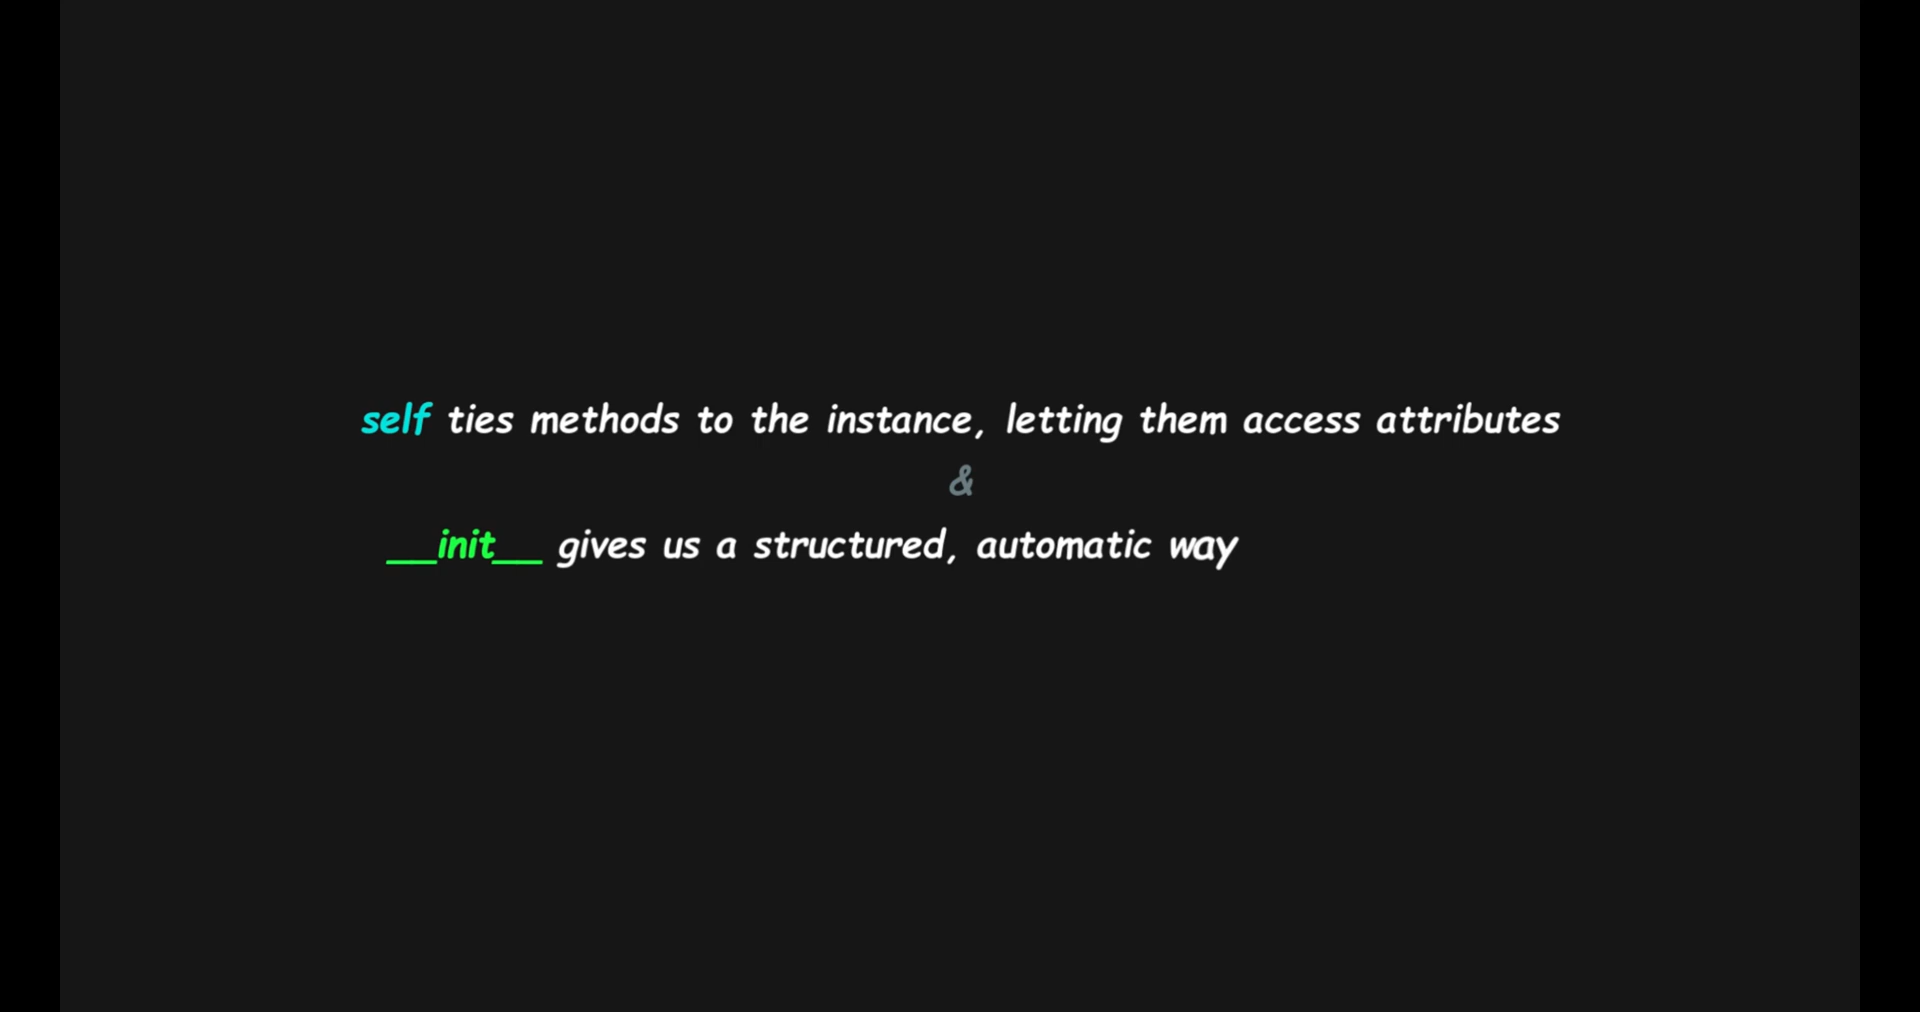 self ties methods to the instance, letting them access attributes
&
__init__ gives us a structured, automatic way